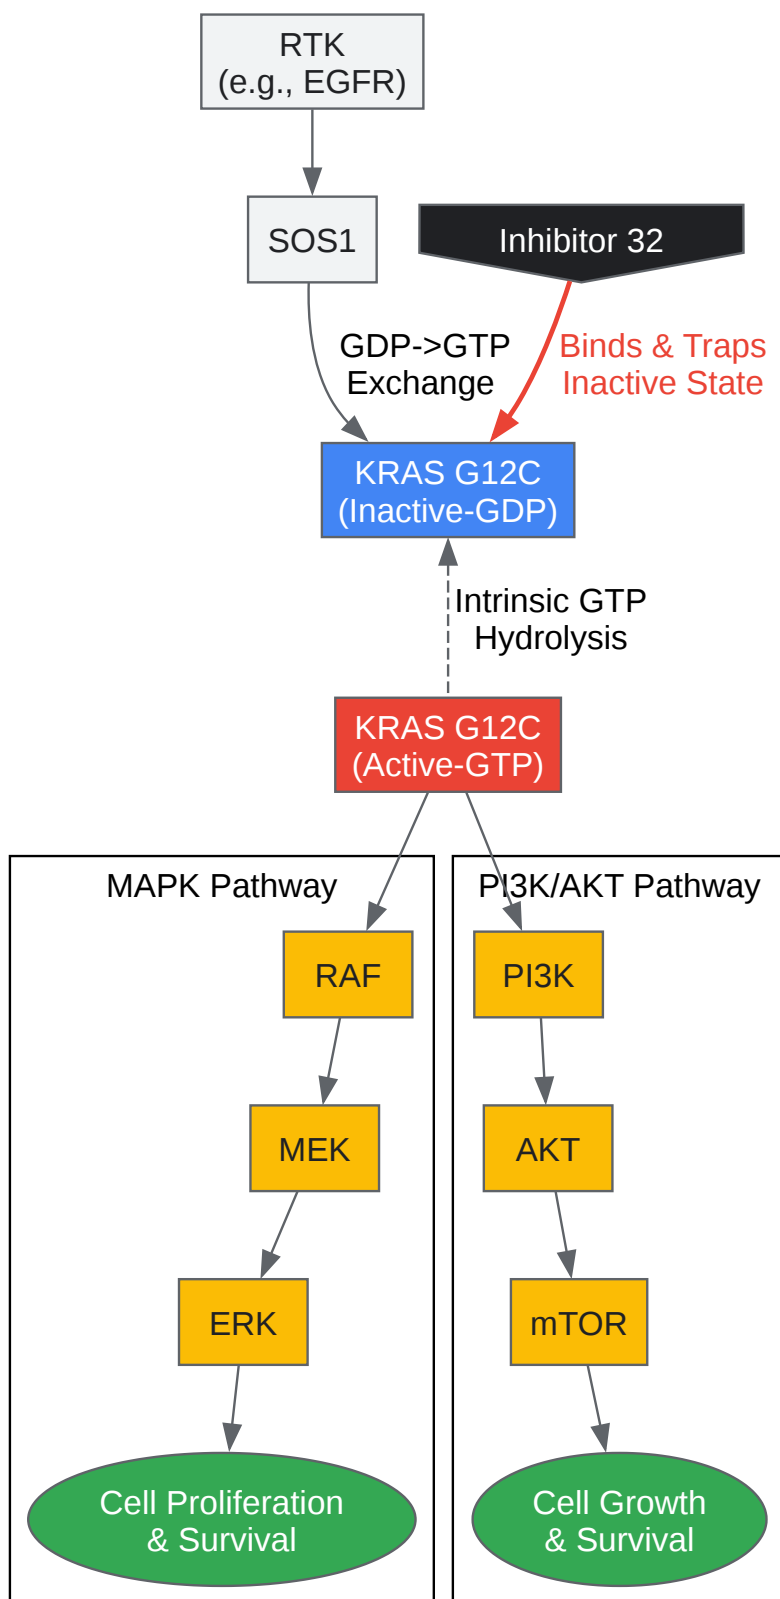 RTK
(e.g., EGFR)
SOS1
Inhibitor 32
GDP->GTP
Exchange
Binds & Traps
Inactive State
KRAS G12C
(Inactive-GDP)
Intrinsic GTP
Hydrolysis
KRAS G12C
(Active-GTP)
MAPK Pathway
PI3K/AKT Pathway
RAF
PI3K
MEK
AKT
ERK
mTOR
Cell Proliferation
& Survival
Cell Growth
& Survival